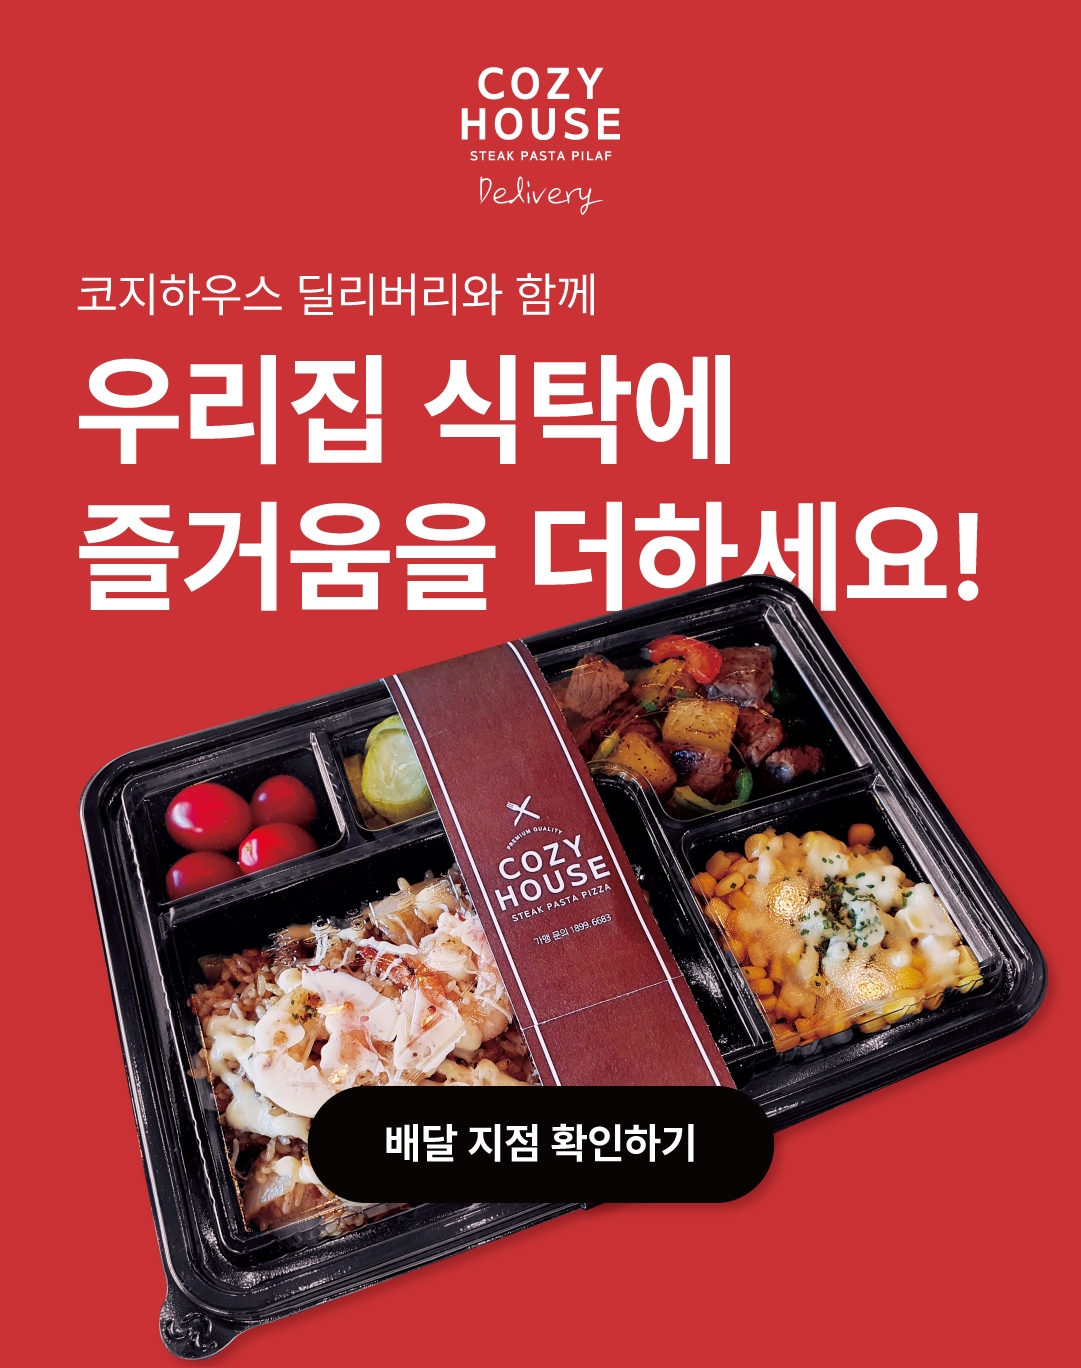 COZY
HOUSE
STEAK PASTA PILAF
Delivery
코지하우스 딜리버리와 함께
우리집 식탁에
즐거움을 더하세요!
PREMIUM QUALITY
COZY
HOUSE
STEAK PASTA PIZZA
가맹 문의 1899.6683
배달 지점 확인하기